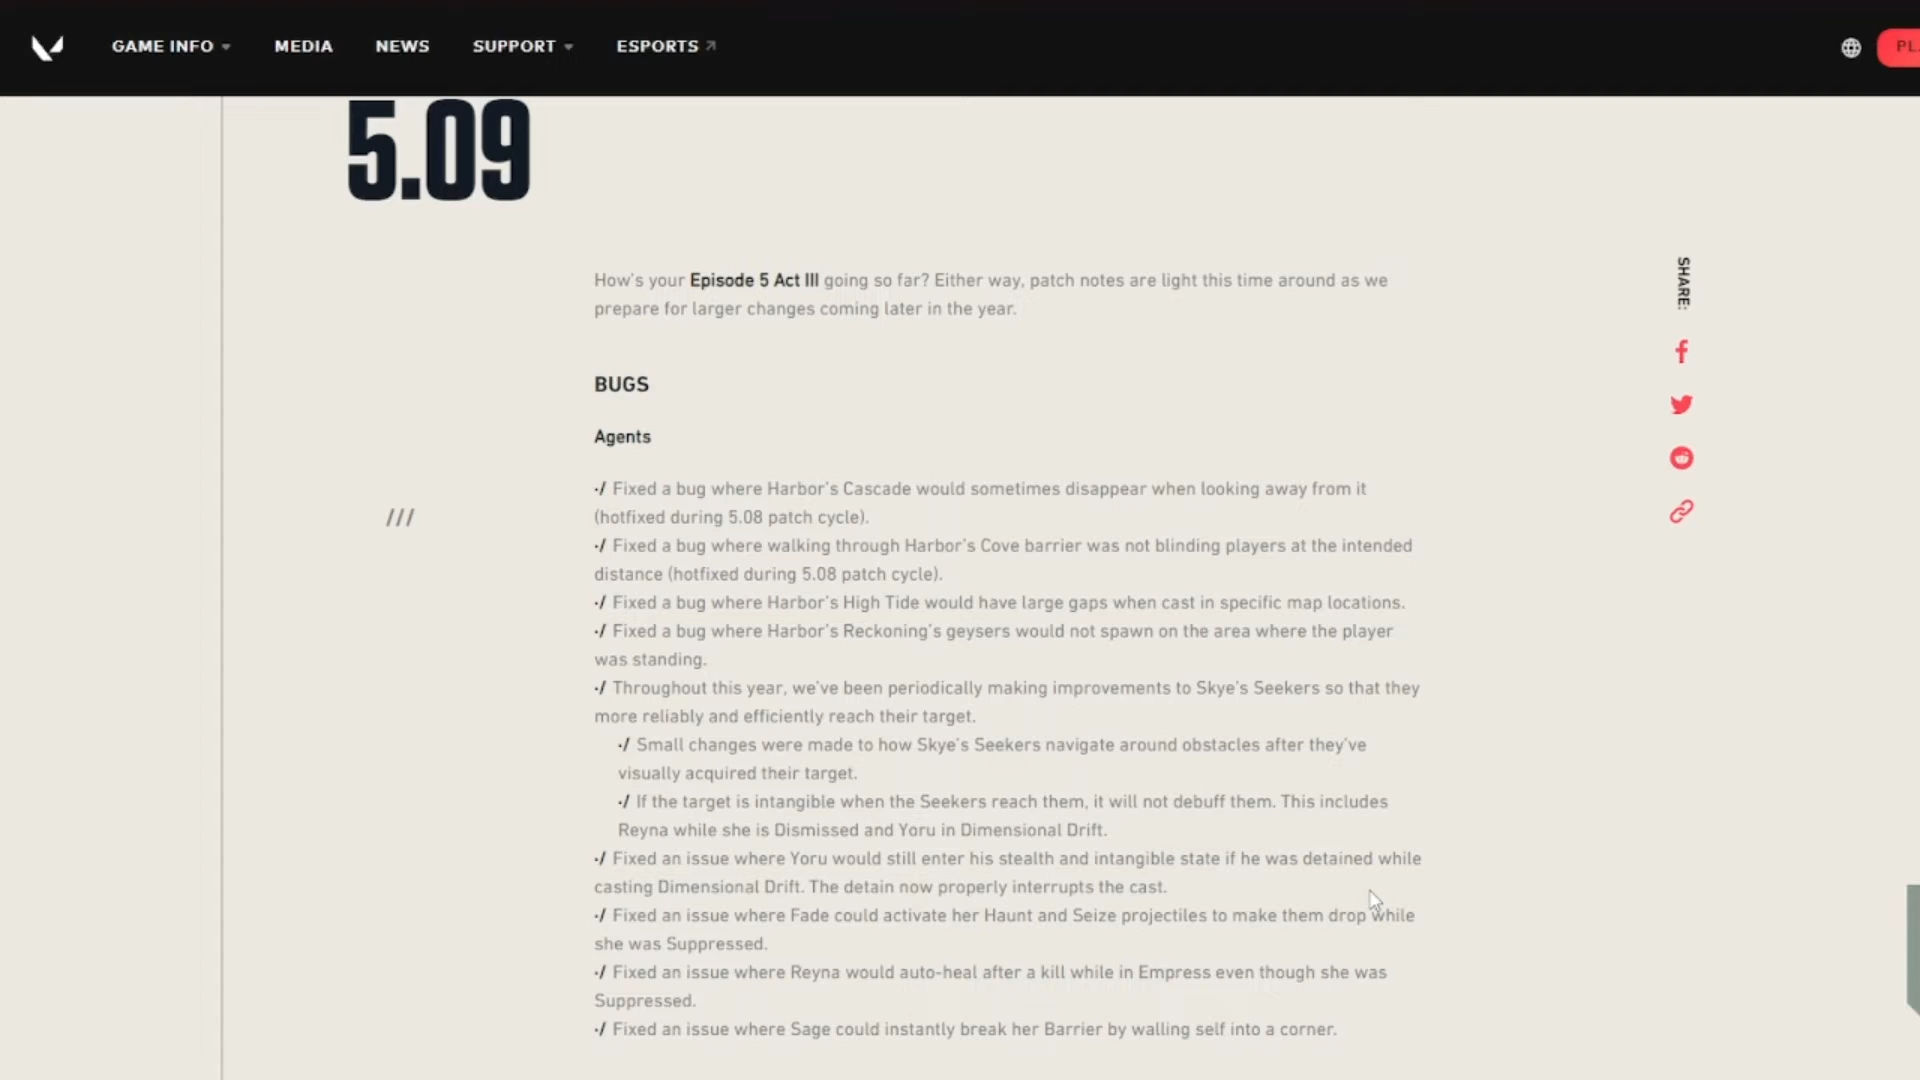 GAME INFO MEDIA NEWS SUPPORT ESPORTS
5.09
How's your Episode 5 Act III going so far? Either way, patch notes are light this time around as we
prepare for larger changes coming later in the year.
SHARE:
BUGS
Agents
·/ Fixed a bug where Harbor's Cascade would sometimes disappear when looking away from it
(hotfixed during 5.08 patch cycle).
·/ Fixed a bug where walking through Harbor's Cove barrier was not blinding players at the intended
distance (hotfixed during 5.08 patch cycle).
///
·/ Fixed a bug where Harbor's High Tide would have large gaps when cast in specific map locations.
·/ Fixed a bug where Harbor's Reckoning's geysers would not spawn on the area where the player
was standing.
·/ Throughout this year, we've been periodically making improvements to Skye's Seekers so that they
more reliably and efficiently reach their target.
·/ Small changes were made to how Skye's Seekers navigate around obstacles after they've
visually acquired their target.
·/ If the target is intangible when the Seekers reach them, it will not debuff them. This includes
Reyna while she is Dismissed and Yoru in Dimensional Drift.
·/ Fixed an issue where Yoru would still enter his stealth and intangible state if he was detained while
casting Dimensional Drift. The detain now properly interrupts the cast.
·/ Fixed an issue where Fade could activate her Haunt and Seize projectiles to make them drop while
she was Suppressed.
·/ Fixed an issue where Reyna would auto-heal after a kill while in Empress even though she was
Suppressed.
·/ Fixed an issue where Sage could instantly break her Barrier by walling self into a corner.